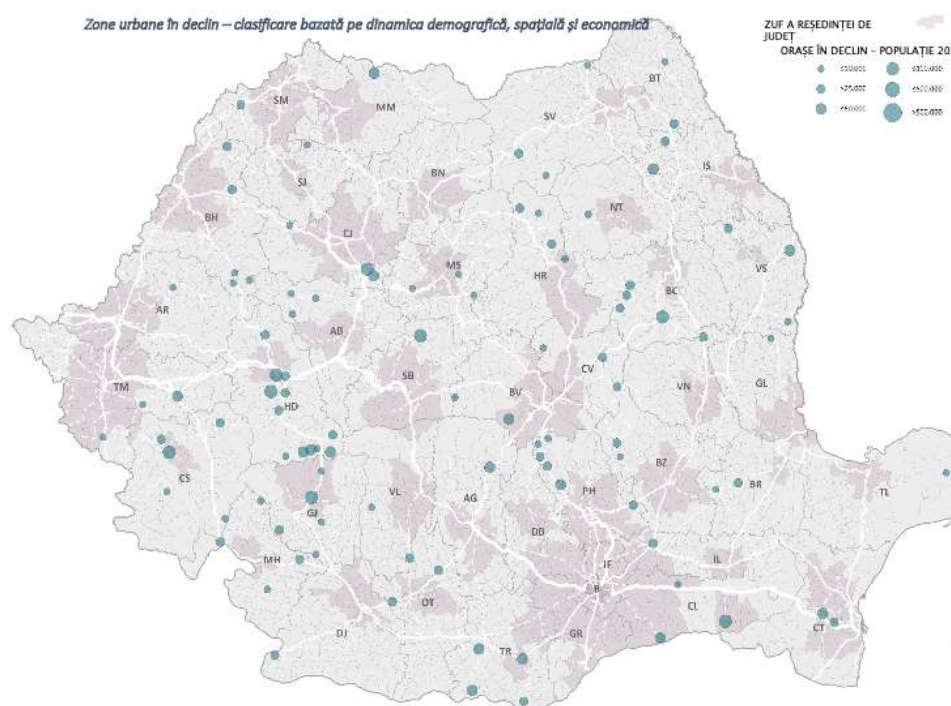 Zone urbane în declin – clasificare bazată pe dinamica demografică, spațială și economică
ZUF A REȘEDINȚEI DE
JUDEȚ
ORAȘE ÎN DECLIN – POPULAȚIE 20
BT
SM
MM
SV
IS
BN
SJ
NT
BH
CJ
MS
HR
BC
VS
AR
AB
TM
SB
BV
CV
VN
GL
HD
CS
BZ
BR
TL
VL
AG
PH
GJ
DB
MH
IF
IL
B
OT
CL
DJ
GR
CT
TR